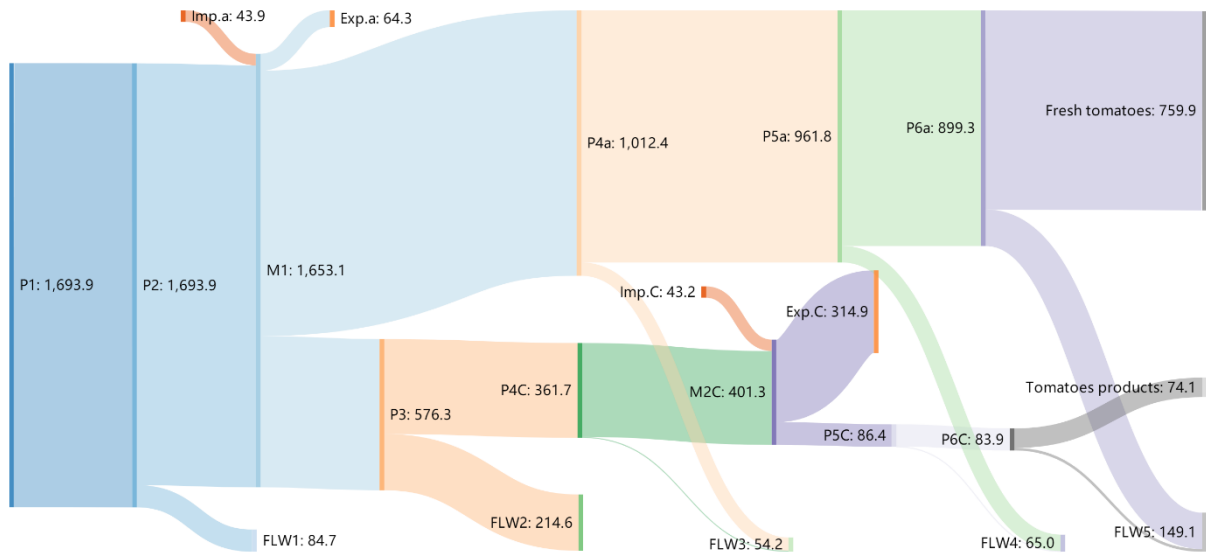 Imp.a: 43.9
Exp.a: 64.3
Fresh tomatoes: 759.9
P6a: 899.3
P5a: 961.8
P4a: 1,012.4
M1: 1,653.1
P1: 1,693.9
P2: 1,693.9
Imp.C: 43.2
Exp.C: 314.9
Tomatoes products: 74.1
P4C: 361.7
M2C: 401.3
P3: 576.3
P5C: 86.4
P6C: 83.9
FLW2: 214.6
FLW1: 84.7
FLW3: 54.2
FLW4: 65.0
FLW5: 149.1